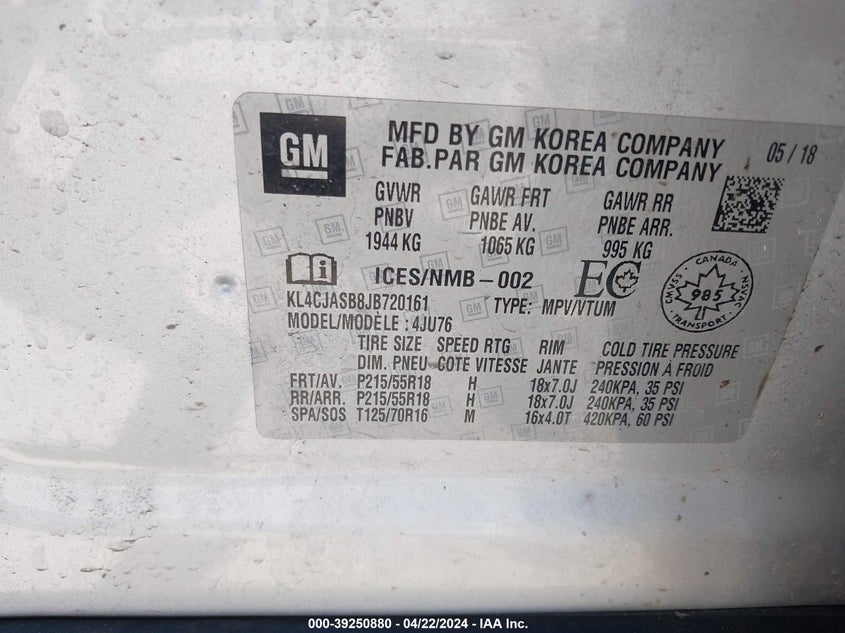 GM
MFD BY GM KOREA COMPANY 05 / 18
FAB.PAR GM KOREA COMPANY
GVWR GAWR FRT GAWR RR
PNBV PNBE AV. PNBE ARR.
1944 KG 1065 KG 995 KG
ICES/NMB-002 EC
KL4CJASB8JB720161 TYPE: MPV/VTUM
MODEL/MODÈLE : 4JU76
CANADA
CMVSS 985 NSVAC
TRANSPORT
TIRE SIZE SPEED RTG RIM COLD TIRE PRESSURE
DIM. PNEU COTE VITESSE JANTE PRESSION À FROID
FRT/AV. P215/55R18 H 18x7.0J 240KPA, 35 PSI
RR/ARR. P215/55R18 H 18x7.0J 240KPA, 35 PSI
SPA/SOS T125/70R16 M 16x4.0T 420KPA, 60 PSI
000-39250880 - 04/22/2024 - IAA Inc.